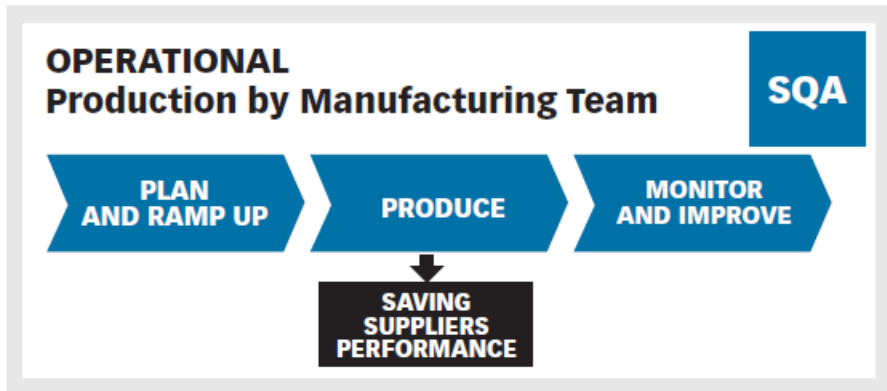 OPERATIONAL
Production by Manufacturing Team
SQA
PLAN
AND RAMP UP
PRODUCE
MONITOR
AND IMPROVE
SAVING
SUPPLIERS
PERFORMANCE